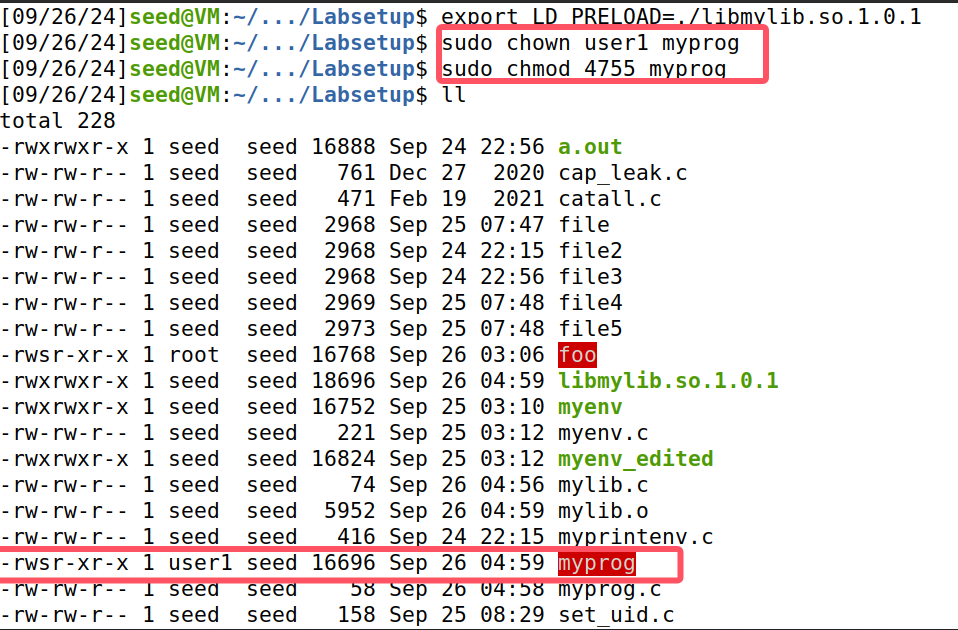 [09/26/24]seed@VM:~/.../Labsetup$ export LD_PRELOAD=./libmylib.so.1.0.1
[09/26/24]seed@VM:~/.../Labsetup$ sudo chown user1 myprog
[09/26/24]seed@VM:~/.../Labsetup$ sudo chmod 4755 myprog
[09/26/24]seed@VM:~/.../Labsetup$ ll
total 228
-rwxrwxr-x 1 seed  seed 16888 Sep 24 22:56 a.out
-rw-rw-r-- 1 seed  seed   761 Dec 27  2020 cap_leak.c
-rw-rw-r-- 1 seed  seed   471 Feb 19  2021 catall.c
-rw-rw-r-- 1 seed  seed  2968 Sep 25 07:47 file
-rw-rw-r-- 1 seed  seed  2968 Sep 24 22:15 file2
-rw-rw-r-- 1 seed  seed  2968 Sep 24 22:56 file3
-rw-rw-r-- 1 seed  seed  2969 Sep 25 07:48 file4
-rw-rw-r-- 1 seed  seed  2973 Sep 25 07:48 file5
-rwsr-xr-x 1 root  seed 16768 Sep 26 03:06 foo
-rwxrwxr-x 1 seed  seed 18696 Sep 26 04:59 libmylib.so.1.0.1
-rwxrwxr-x 1 seed  seed 16752 Sep 25 03:10 myenv
-rw-rw-r-- 1 seed  seed   221 Sep 25 03:12 myenv.c
-rwxrwxr-x 1 seed  seed 16824 Sep 25 03:12 myenv_edited
-rw-rw-r-- 1 seed  seed    74 Sep 26 04:56 mylib.c
-rw-rw-r-- 1 seed  seed  5952 Sep 26 04:59 mylib.o
-rw-rw-r-- 1 seed  seed   416 Sep 24 22:15 myprintenv.c
-rwsr-xr-x 1 user1 seed 16696 Sep 26 04:59 myprog
-rw-rw-r-- 1 seed  seed    58 Sep 26 04:58 myprog.c
-rw-rw-r-- 1 seed  seed   158 Sep 25 08:29 set_uid.c